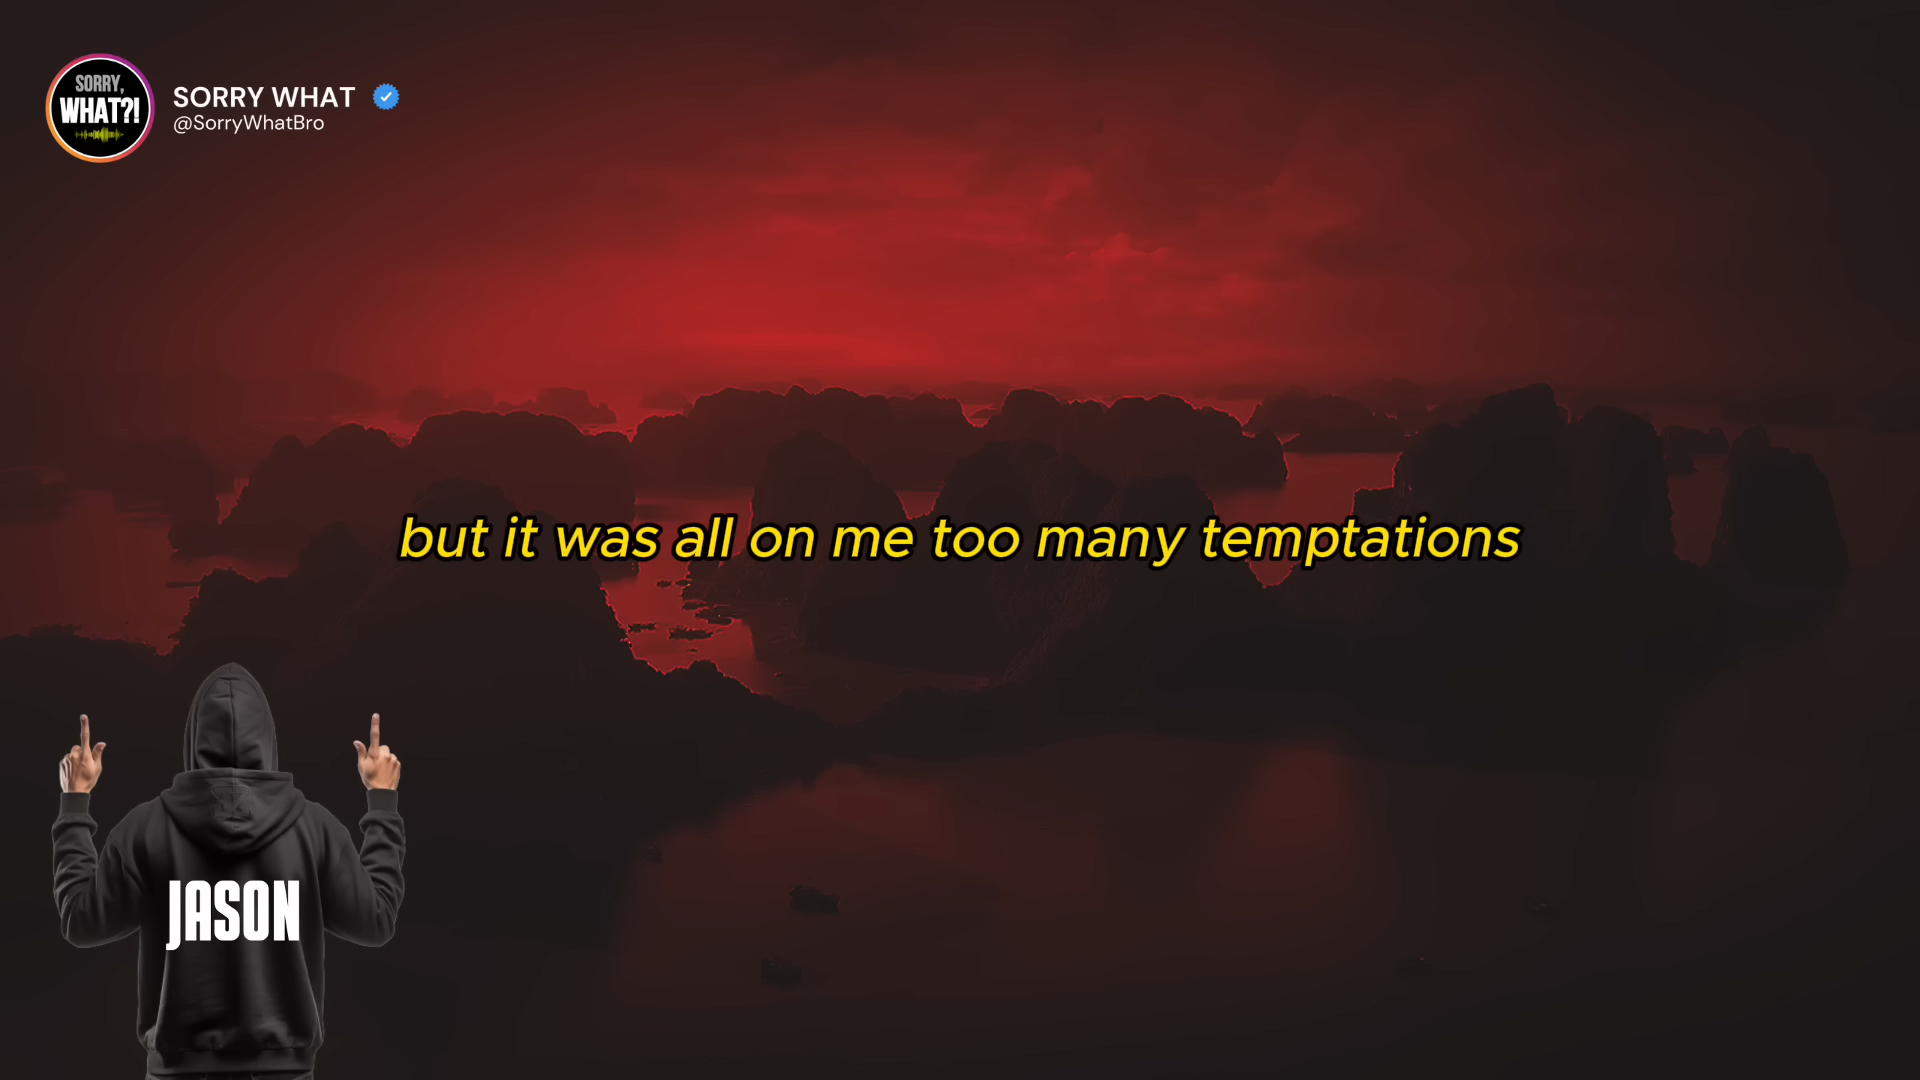 SORRY,
WHAT?!
SORRY WHAT
@SorryWhatBro
but it was all on me too many temptations
JASON